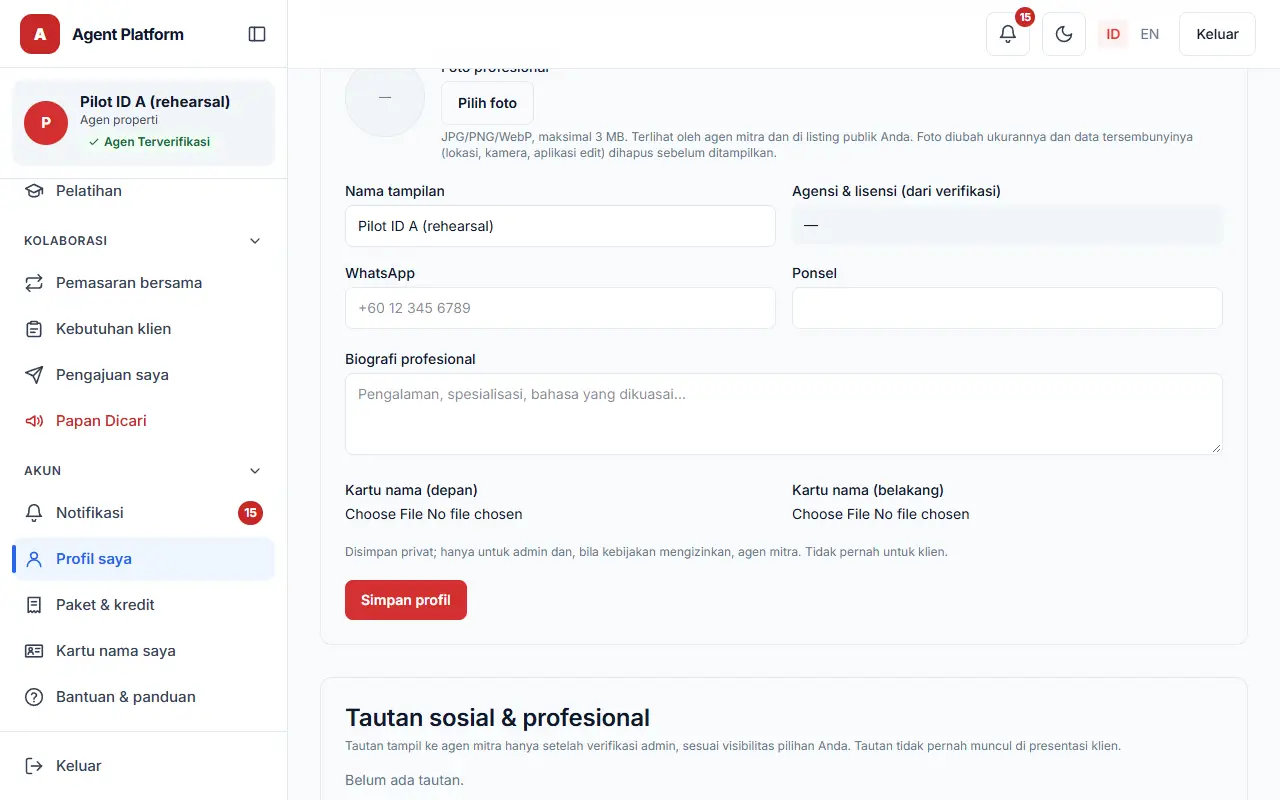 A
Agent Platform
15
ID
EN
Keluar
P
Pilot ID A (rehearsal)
Agen properti
Agen Terverifikasi
Pelatihan
KOLABORASI
Pemasaran bersama
Kebutuhan klien
Pengajuan saya
Papan Dicari
AKUN
Notifikasi
15
Profil saya
Paket & kredit
Kartu nama saya
Bantuan & panduan
Keluar
Foto profesional
—
Pilih foto
JPG/PNG/WebP, maksimal 3 MB. Terlihat oleh agen mitra dan di listing publik Anda. Foto diubah ukurannya dan data tersembunyinya
(lokasi, kamera, aplikasi edit) dihapus sebelum ditampilkan.
Nama tampilan
Pilot ID A (rehearsal)
Agensi & lisensi (dari verifikasi)
—
WhatsApp
+60 12 345 6789
Ponsel
Biografi profesional
Pengalaman, spesialisasi, bahasa yang dikuasai...
Kartu nama (depan)
Choose File No file chosen
Kartu nama (belakang)
Choose File No file chosen
Disimpan privat; hanya untuk admin dan, bila kebijakan mengizinkan, agen mitra. Tidak pernah untuk klien.
Simpan profil
Tautan sosial & profesional
Tautan tampil ke agen mitra hanya setelah verifikasi admin, sesuai visibilitas pilihan Anda. Tautan tidak pernah muncul di presentasi klien.
Belum ada tautan.